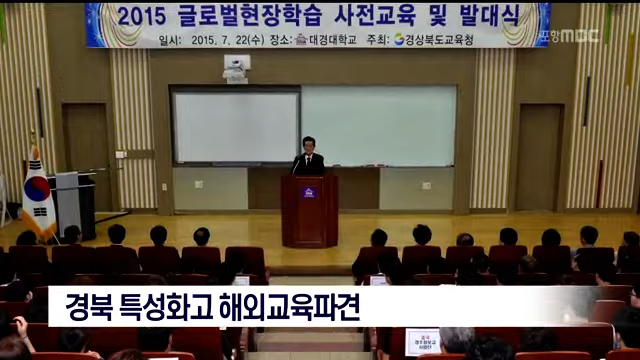 2015 글로벌현장학습 사전교육 및 발대식
포항MBC
일시: 2015. 7. 22(수) 장소: 대경대학교 주최: 경상북도교육청
경북 특성화고 해외교육파견